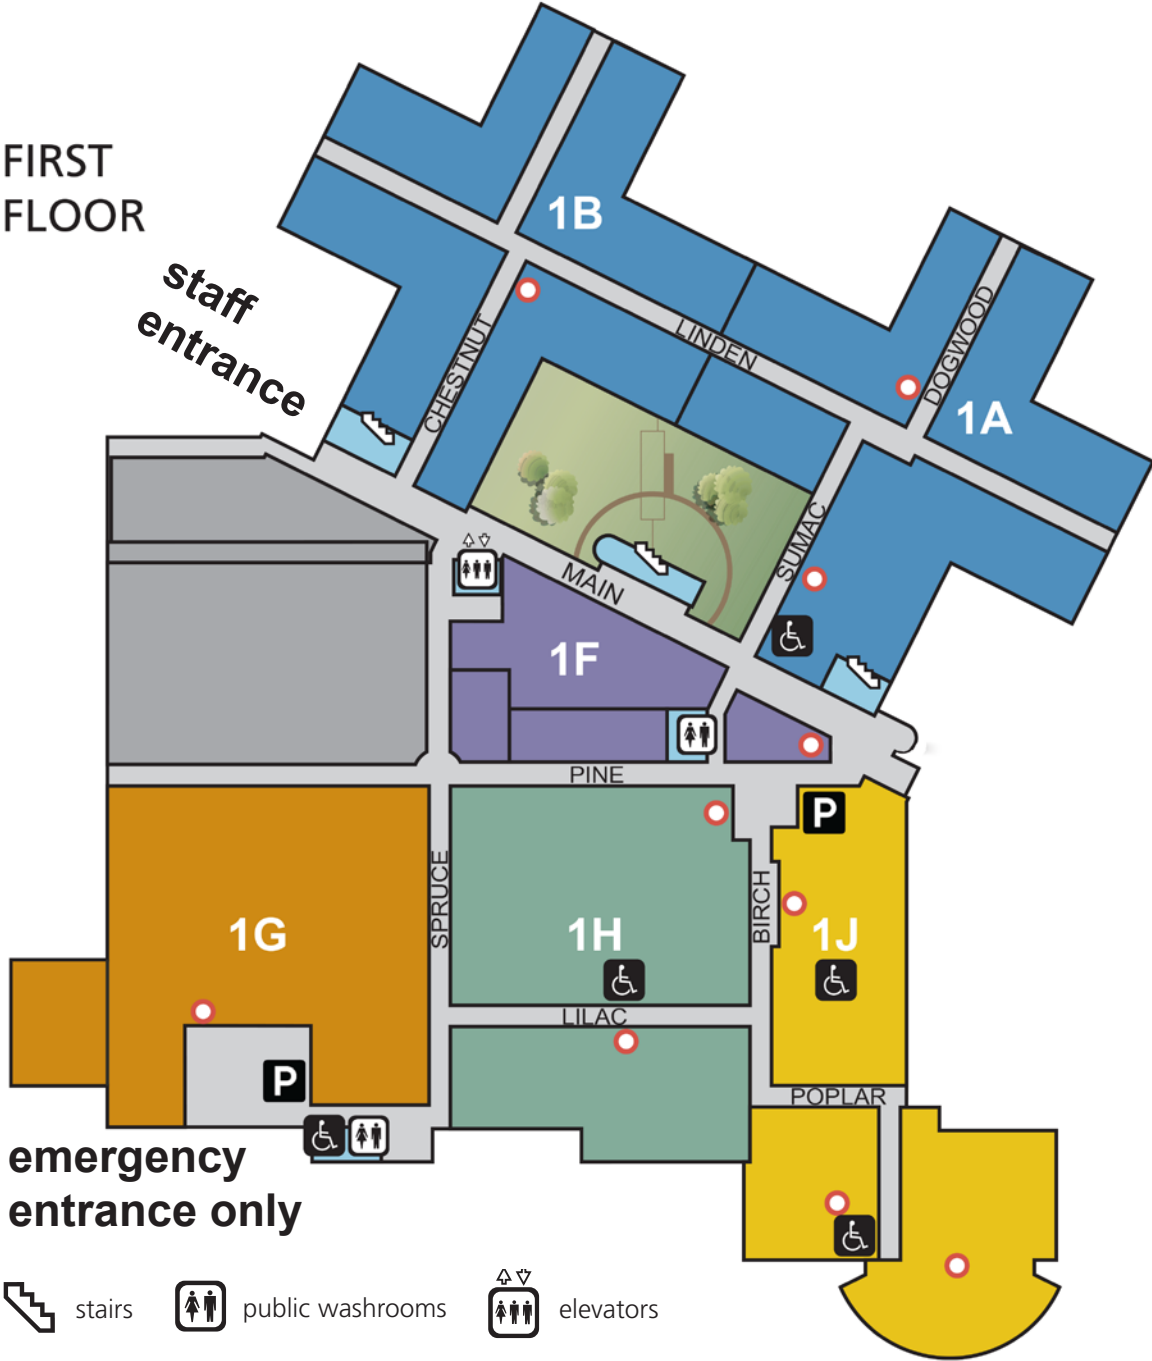 FIRST
FLOOR
1B
staff
entrance
LINDEN
DOGWOOD
CHESTNUT
1A
SUMAC
MAIN
1F
PINE
P
SPRUCE
BIRCH
1G
1H
1J
LILAC
P
POPLAR
emergency
entrance only
stairs
public washrooms
elevators